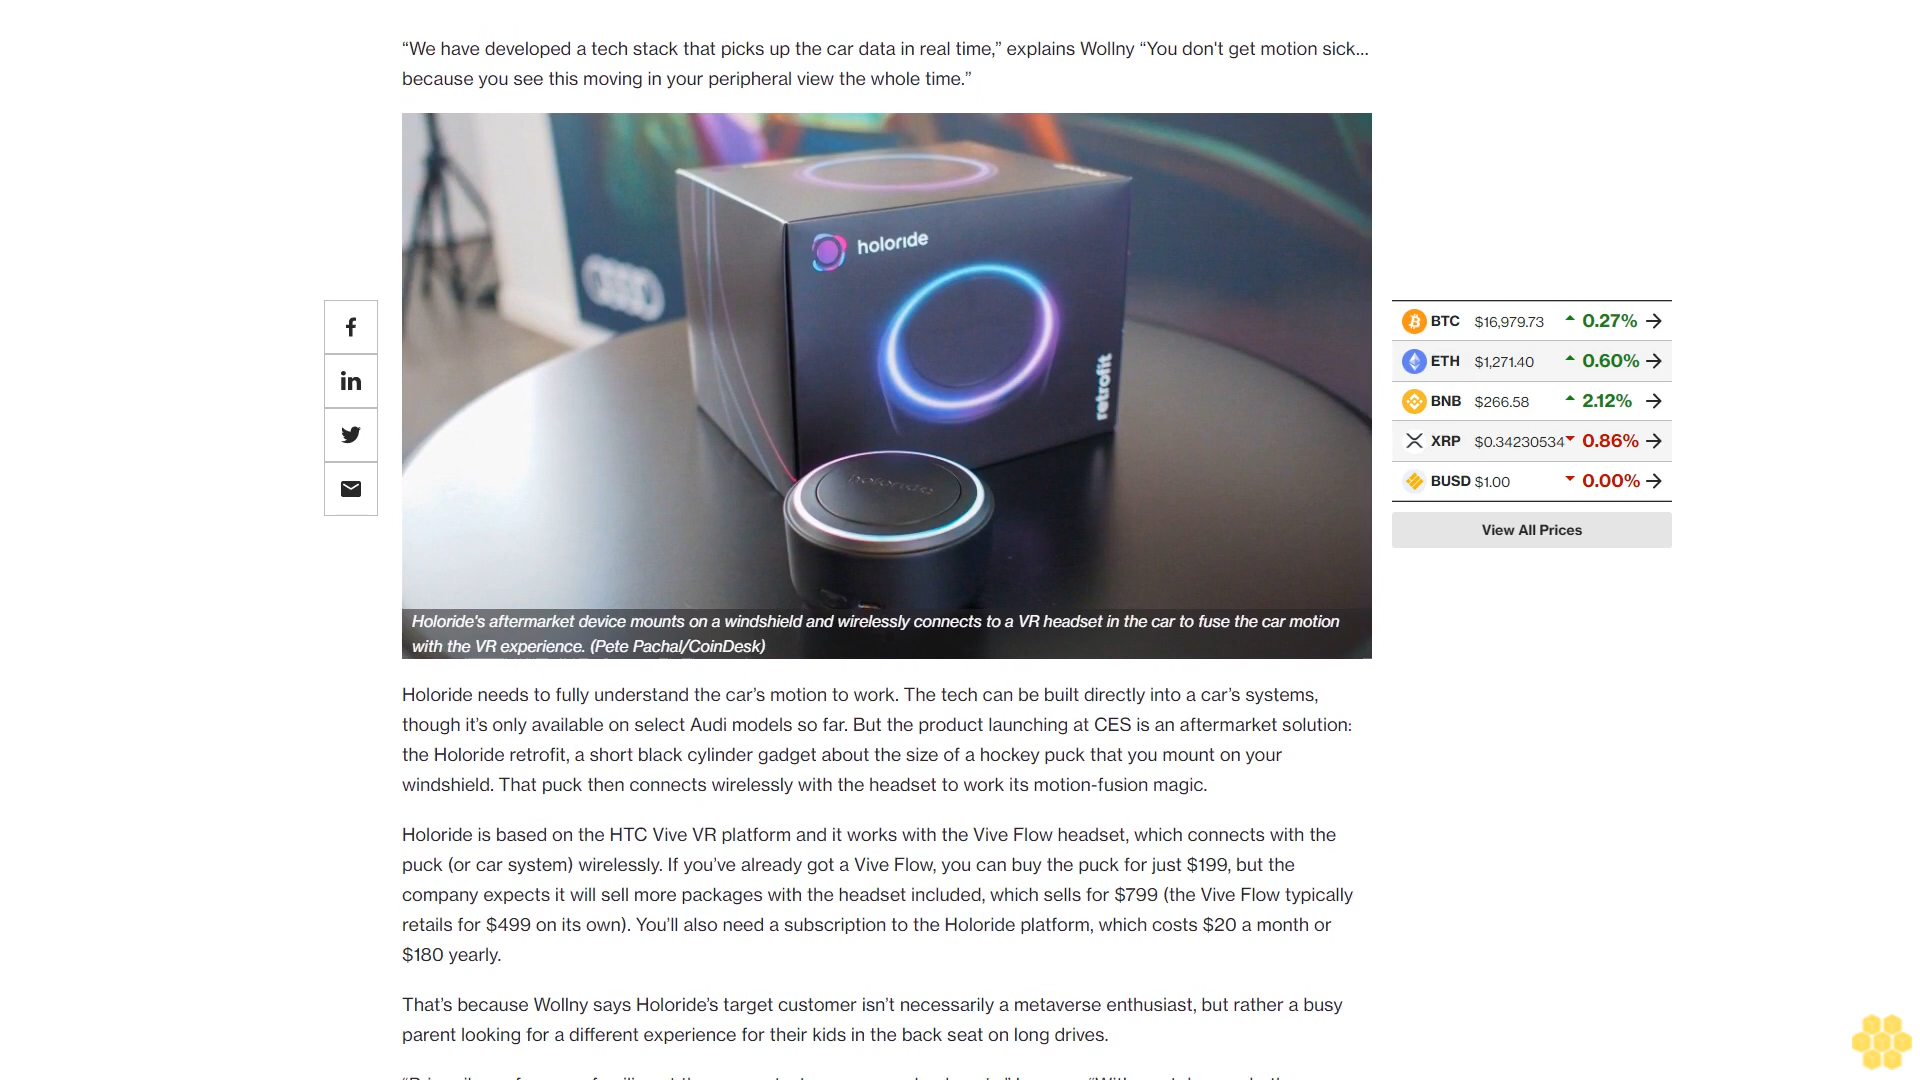 “We have developed a tech stack that picks up the car data in real time,” explains Wollny “You don't get motion sick...
because you see this moving in your peripheral view the whole time.”
holoride
retrofit
holoride
Holoride's aftermarket device mounts on a windshield and wirelessly connects to a VR headset in the car to fuse the car motion
with the VR experience. (Pete Pachal/CoinDesk)
f
in
BTC $16,979.73 0.27%
ETH $1,271.40 0.60%
BNB $266.58 2.12%
XRP $0.34230534 0.86%
BUSD $1.00 0.00%
View All Prices
Holoride needs to fully understand the car’s motion to work. The tech can be built directly into a car’s systems,
though it’s only available on select Audi models so far. But the product launching at CES is an aftermarket solution:
the Holoride retrofit, a short black cylinder gadget about the size of a hockey puck that you mount on your
windshield. That puck then connects wirelessly with the headset to work its motion-fusion magic.
Holoride is based on the HTC Vive VR platform and it works with the Vive Flow headset, which connects with the
puck (or car system) wirelessly. If you’ve already got a Vive Flow, you can buy the puck for just $199, but the
company expects it will sell more packages with the headset included, which sells for $799 (the Vive Flow typically
retails for $499 on its own). You’ll also need a subscription to the Holoride platform, which costs $20 a month or
$180 yearly.
That’s because Wollny says Holoride’s target customer isn’t necessarily a metaverse enthusiast, but rather a busy
parent looking for a different experience for their kids in the back seat on long drives.